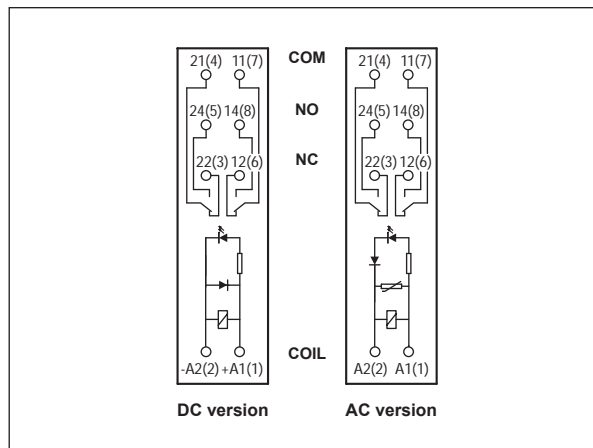 21(4) 11(7) COM 21(4) 11(7)
24(5) 14(8) NO 24(5) 14(8)
22(3) 12(6) NC 22(3) 12(6)
-A2(2) +A1(1) COIL A2(2) A1(1)
DC version AC version